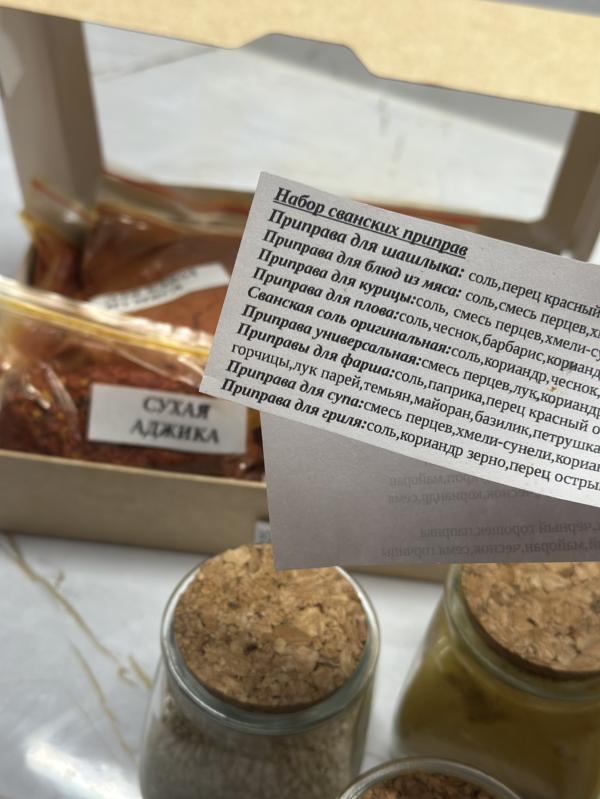 Набор сванских приправ
Приправа для шашлыка: соль,перец красный
Приправа для блюд из мяса: соль,смесь перцев,х
Приправа для курицы:соль, смесь перцев,хмели-су
Приправа для плова:соль,чеснок,барбарис,кориан
Сванская соль оригинальная:соль,кориандр,чеснок,
Приправа универсальная:смесь перцев,лук,кориандр
Приправы для фарша:соль,паприка,перец красный о
горчицы,лук парей,темьян,майоран,базилик,петрушка
Приправа для супа:смесь перцев,хмели-сунели,кориан
Приправа для гриля:соль,кориандр зерно,перец остры
СУХАЯ
АДЖИКА